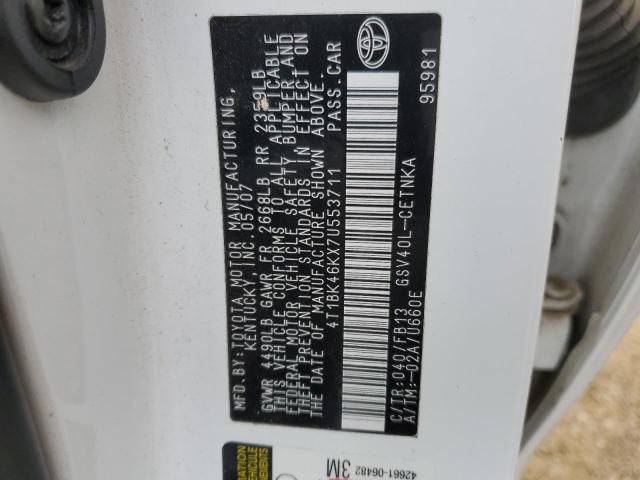 MFD.BY:TOYOTA MOTOR MANUFACTURING,
KENTUCKY, INC. 05/07
GVWR 4490LB GAWR FR 2668LB RR 2359LB
THIS VEHICLE CONFORMS TO ALL APPLICABLE
FEDERAL MOTOR VEHICLE SAFETY, BUMPER AND
THEFT PREVENTION STANDARDS IN EFFECT ON
THE DATE OF MANUFACTURE SHOWN ABOVE.
4T1BK46KX7U553711 PASS.CAR
C/TR:040/FB13 GSV40L-CETNKA
A/TM:-02A/U660E
95981
42661-06482
3M